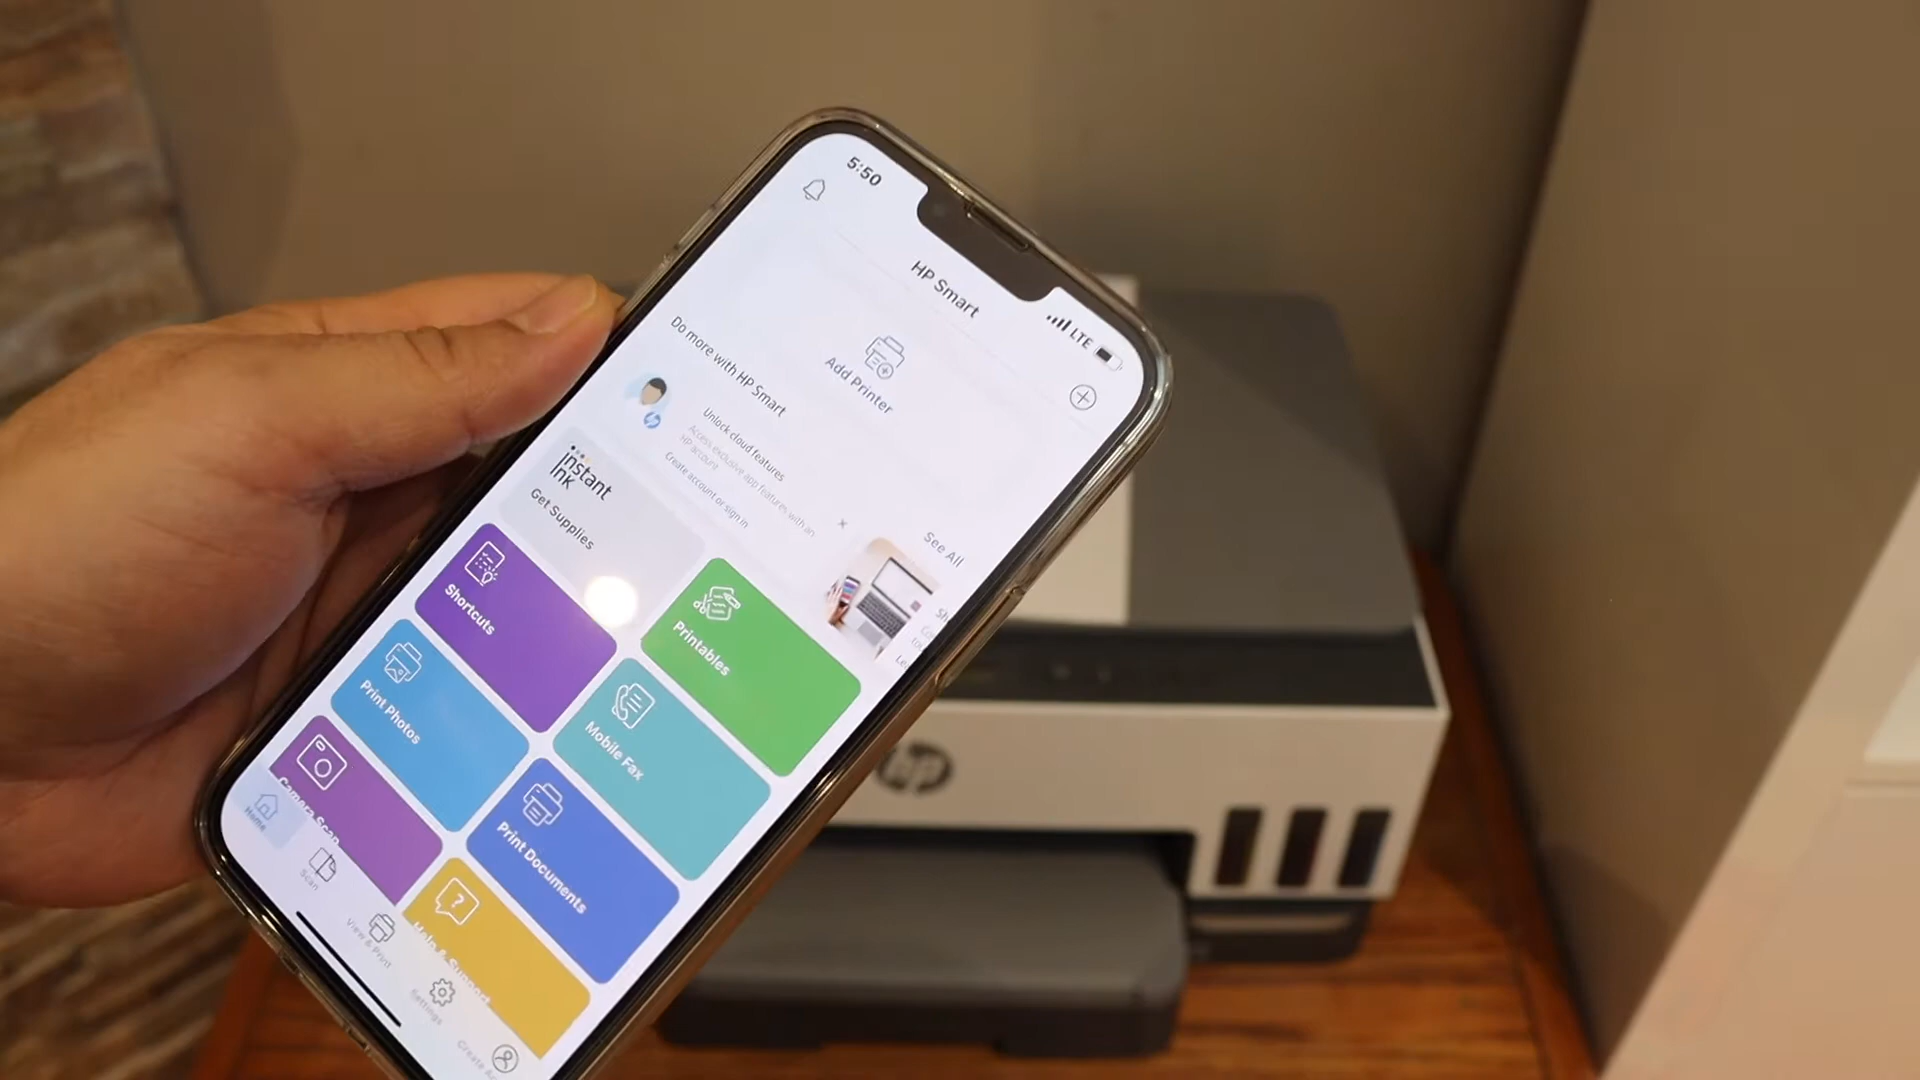 5:50
LTE
HP Smart
Add Printer
Do more with HP Smart
Unlock cloud features
Access exclusive app features with an
HP account
Create account or sign in
See All
instant
ink
Get Supplies
Shortcuts
Printables
Print Photos
Mobile Fax
Camera Scan
Print Documents
Help & Support
Home
Scan
View & Print
Settings
hp